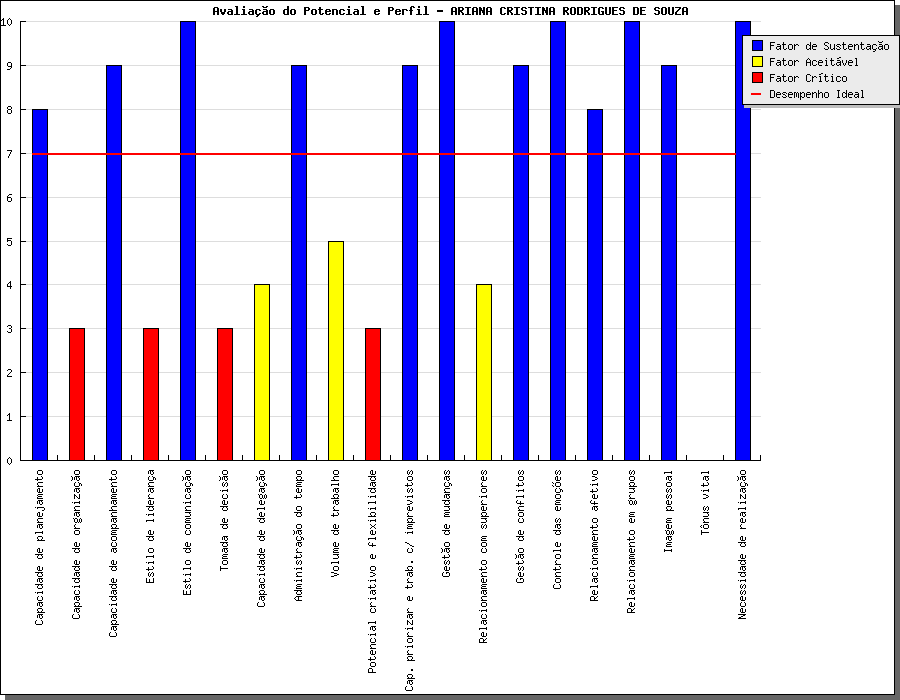 Avaliação do Potencial e Perfil - ARIANA CRISTINA RODRIGUES DE SOUZA
10
9
8
7
6
5
4
3
2
1
0
Fator de Sustentação
Fator Aceitável
Fator Crítico
Desempenho Ideal
Capacidade de planejamento
Capacidade de organização
Capacidade de acompanhamento
Estilo de liderança
Estilo de comunicação
Tomada de decisão
Capacidade de delegação
Administração do tempo
Volume de trabalho
Potencial criativo e flexibilidade
Cap. priorizar e trab. c/ imprevistos
Gestão de mudanças
Relacionamento com superiores
Gestão de conflitos
Controle das emoções
Relacionamento afetivo
Relacionamento em grupos
Imagem pessoal
Tônus vital
Necessidade de realização